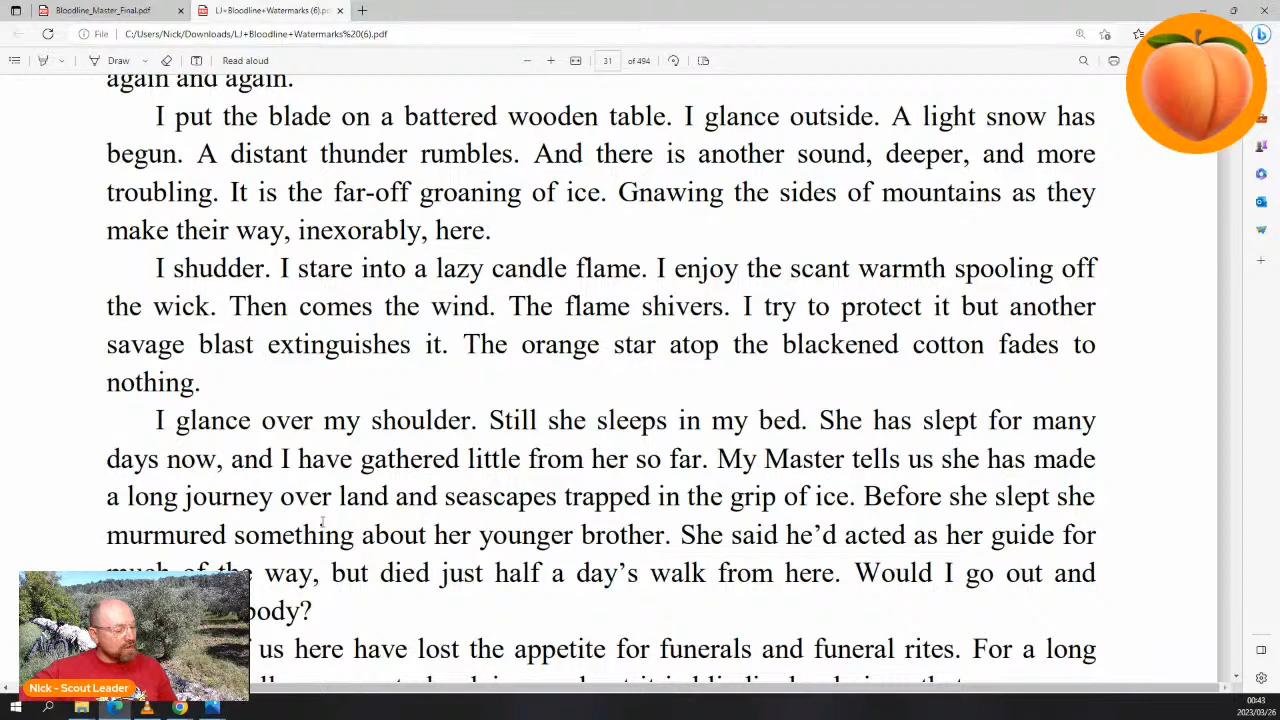 Bloodline_Master_Final.pdf
LJ+Bloodline+Watermarks (6).pdf
File
C:/Users/Nick/Downloads/LJ+Bloodline+Watermarks%20(6).pdf
Draw
Read aloud
31 of 494
again and again.
I put the blade on a battered wooden table. I glance outside. A light snow has
begun. A distant thunder rumbles. And there is another sound, deeper, and more
troubling. It is the far-off groaning of ice. Gnawing the sides of mountains as they
make their way, inexorably, here.
I shudder. I stare into a lazy candle flame. I enjoy the scant warmth spooling off
the wick. Then comes the wind. The flame shivers. I try to protect it but another
savage blast extinguishes it. The orange star atop the blackened cotton fades to
nothing.
I glance over my shoulder. Still she sleeps in my bed. She has slept for many
days now, and I have gathered little from her so far. My Master tells us she has made
a long journey over land and seascapes trapped in the grip of ice. Before she slept she
murmured something about her younger brother. She said he’d acted as her guide for
much of the way, but died just half a day’s walk from here. Would I go out and
body?
us here have lost the appetite for funerals and funeral rites. For a long
Nick - Scout Leader
00:43
2023/03/26